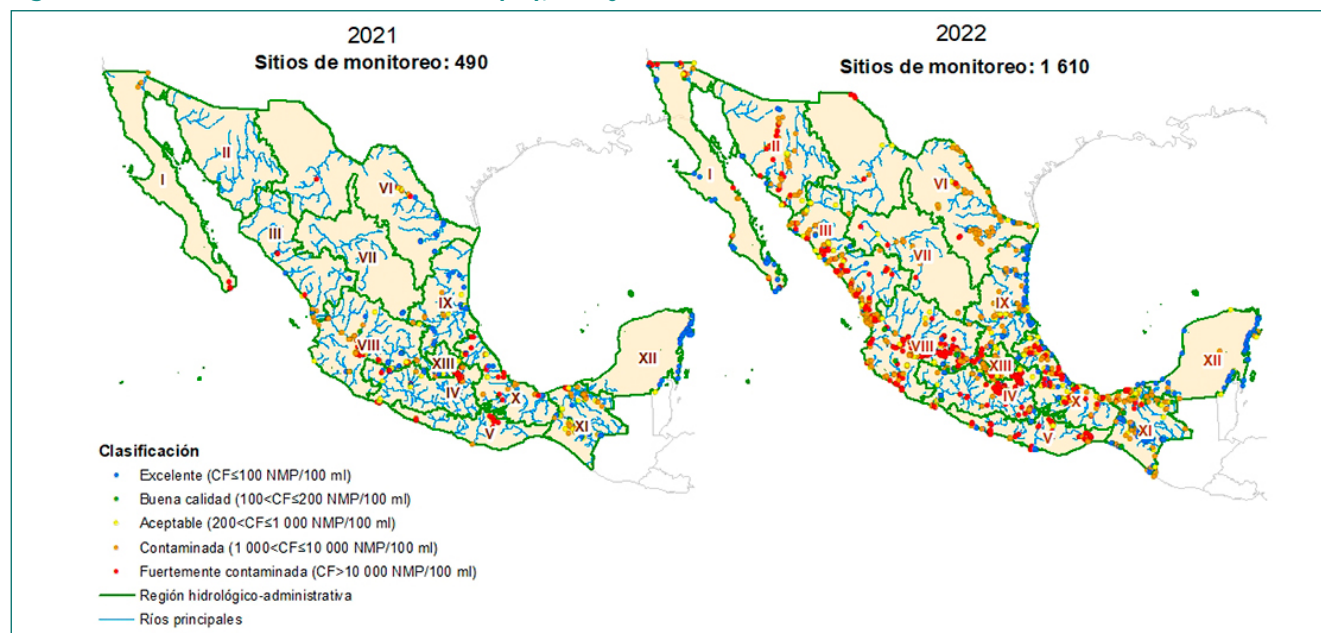 2021
Sitios de monitoreo: 490
2022
Sitios de monitoreo: 1 610
I
II
III
VI
VII
IX
VIII
XIII
IV
X
V
XI
XII
I
II
III
VI
VII
IX
VIII
XIII
IV
X
V
XI
XII
Clasificación
Excelente (CF≤100 NMP/100 ml)
Buena calidad (100<CF≤200 NMP/100 ml)
Aceptable (200<CF≤1 000 NMP/100 ml)
Contaminada (1 000<CF≤10 000 NMP/100 ml)
Fuertemente contaminada (CF>10 000 NMP/100 ml)
Región hidrológico-administrativa
Ríos principales